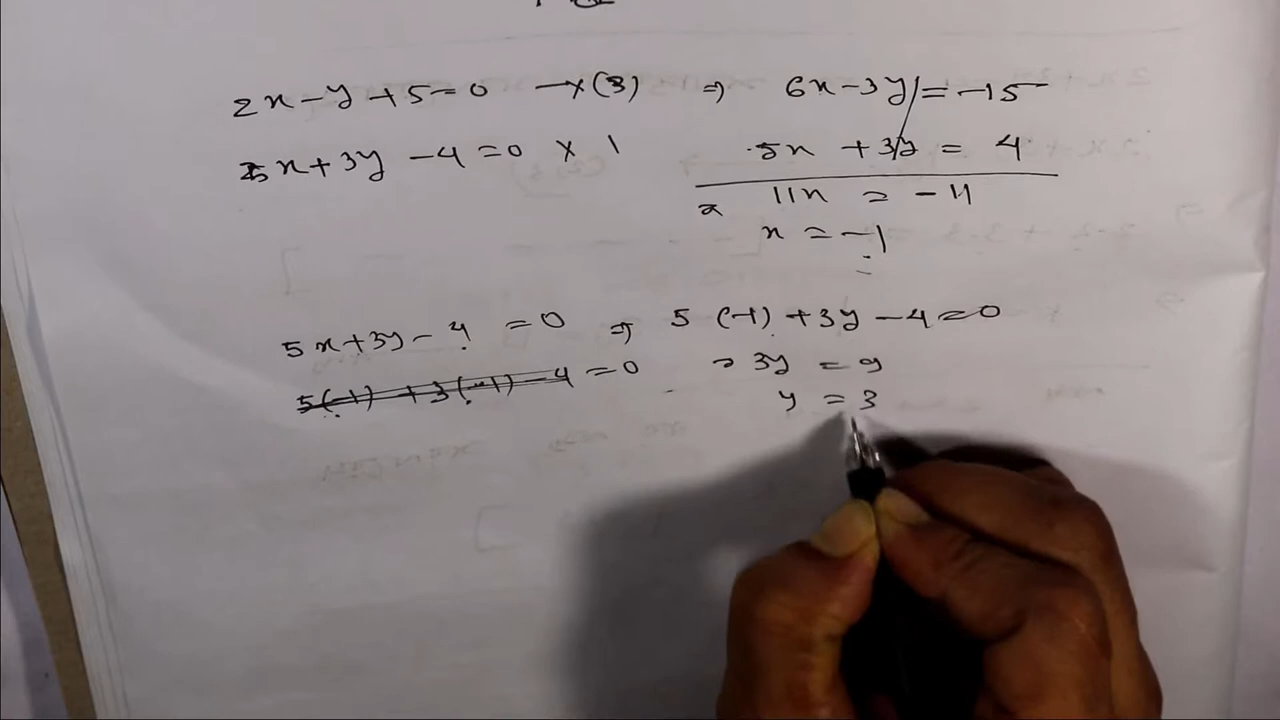 2x-y+5=0 —×(3) ⇒ 6x-3y=-15
5x+3y-4=0 × 1 5x+3y=4
11x = -11
x = -1
5x+3y-4 =0 ⇒ 5(-1)+3y-4=0
5(-1)+3(-1)-4=0 3y = 9
y = 3